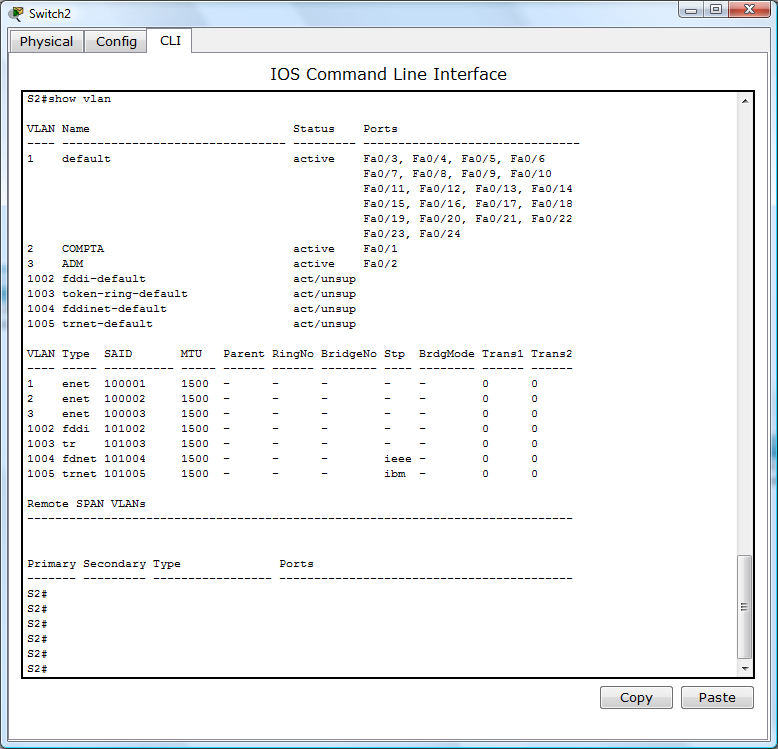 Switch2
Physical Config CLI
IOS Command Line Interface
S2#show vlan
VLAN Name                             Status    Ports
---- -------------------------------- --------- -------------------------------
1    default                          active    Fa0/3, Fa0/4, Fa0/5, Fa0/6
                                                Fa0/7, Fa0/8, Fa0/9, Fa0/10
                                                Fa0/11, Fa0/12, Fa0/13, Fa0/14
                                                Fa0/15, Fa0/16, Fa0/17, Fa0/18
                                                Fa0/19, Fa0/20, Fa0/21, Fa0/22
                                                Fa0/23, Fa0/24
2    COMPTA                           active    Fa0/1
3    ADM                              active    Fa0/2
1002 fddi-default                     act/unsup
1003 token-ring-default               act/unsup
1004 fddinet-default                  act/unsup
1005 trnet-default                    act/unsup
VLAN Type  SAID       MTU   Parent RingNo BridgeNo Stp  BrdgMode Trans1 Trans2
---- ----- ---------- ----- ------ ------ -------- ---- -------- ------ ------
1    enet  100001     1500  -      -      -        -    -        0      0
2    enet  100002     1500  -      -      -        -    -        0      0
3    enet  100003     1500  -      -      -        -    -        0      0
1002 fddi  101002     1500  -      -      -        -    -        0      0
1003 tr    101003     1500  -      -      -        -    -        0      0
1004 fdnet 101004     1500  -      -      -        ieee -        0      0
1005 trnet 101005     1500  -      -      -        ibm  -        0      0
Remote SPAN VLANs
------------------------------------------------------------------------------
Primary Secondary Type              Ports
------- --------- ----------------- ------------------------------------------
S2#
S2#
S2#
S2#
S2#
S2#
Copy Paste